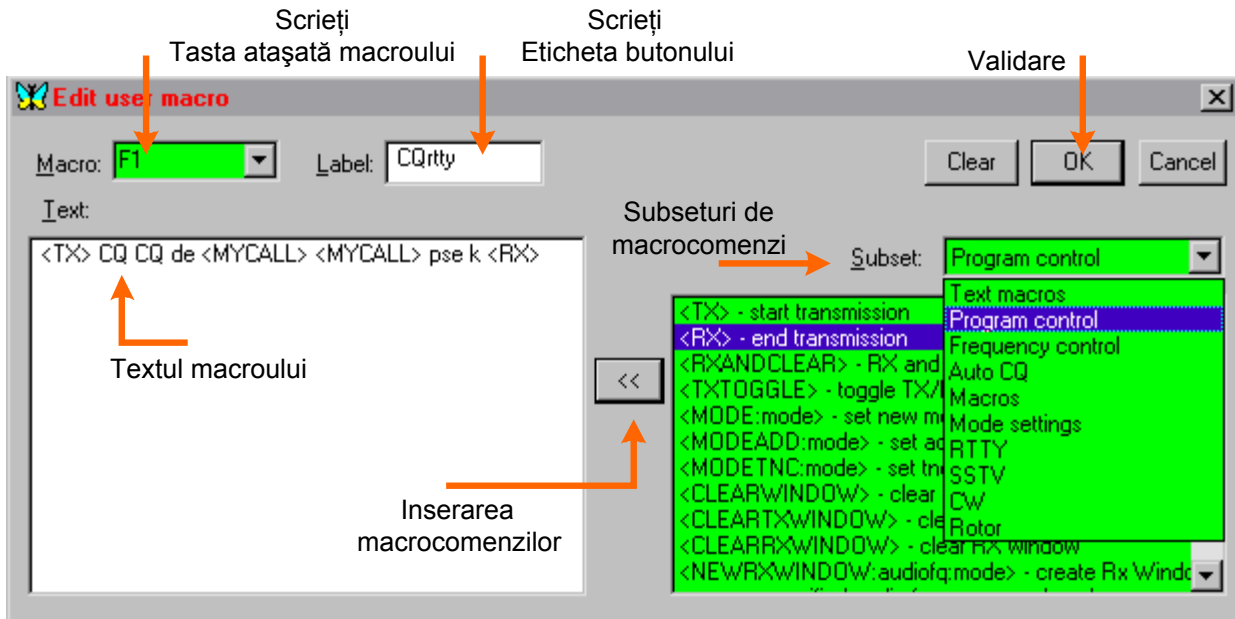 Scrieți
Tasta atașată macroului
Scrieți
Eticheta butonului
Validare
Edit user macro
Macro: F1
Label: CQrtty
Clear
OK
Cancel
Text:
<TX> CQ CQ de <MYCALL> <MYCALL> pse k <RX>
Textul macroului
Subseturi de
macrocomenzi
Subset: Program control
Text macros
Program control
Frequency control
Auto CQ
Macros
Mode settings
RTTY
SSTV
CW
Rotor
<<
Inserarea
macrocomenzilor
<TX> - start transmission
<RX> - end transmission
<RXANDCLEAR> - RX and
<TXTOGGLE> - toggle TX/
<MODE:mode> - set new
<MODEADD:mode> - set
<MODETNC:mode> - set
<CLEARWINDOW> - clear
<CLEARTXWINDOW> - cle
<CLEARRXWINDOW> - clear RX window
<NEWRXWINDOW:audiofq:mode> - create Rx Windo